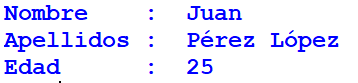 Nombre    :  Juan
Apellidos :  Pérez López
Edad      :  25